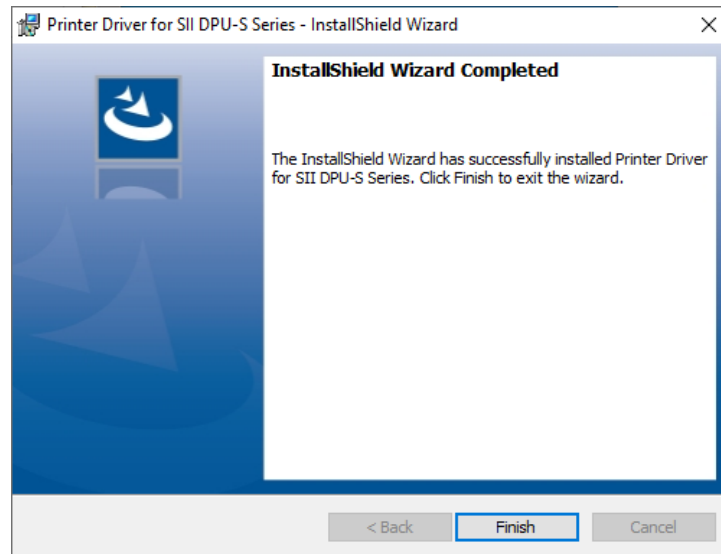 Printer Driver for SII DPU-S Series - InstallShield Wizard
InstallShield Wizard Completed
The InstallShield Wizard has successfully installed Printer Driver
for SII DPU-S Series. Click Finish to exit the wizard.
< Back
Finish
Cancel